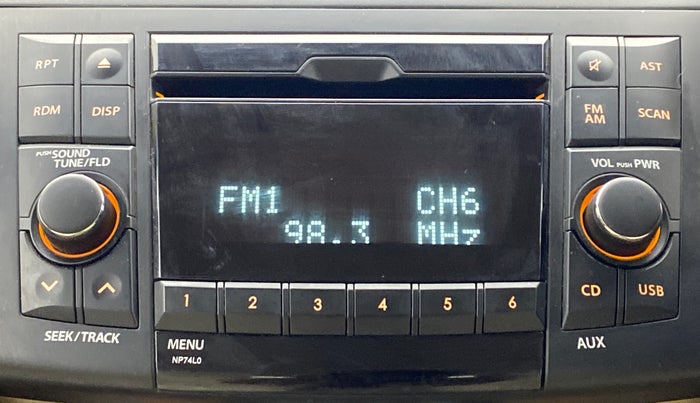 RPT
AST
RDM DISP
FM
AM
SCAN
PUSH SOUND
TUNE/FLD
VOL PUSH PWR
FM1 CH6
98.3 MHz
1 2 3 4 5 6
CD USB
SEEK/TRACK
MENU
NP74L0
AUX